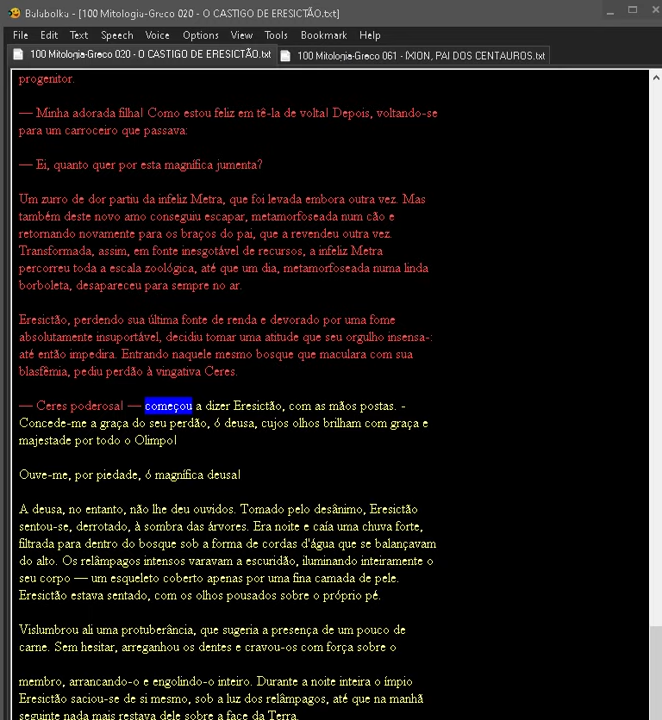 Balabolka - [100 Mitologia-Greco 020 - O CASTIGO DE ERESICTÃO.txt]
File Edit Text Speech Voice Options View Tools Bookmark Help
100 Mitologia-Greco 020 - O CASTIGO DE ERESICTÃO.txt 100 Mitologia-Greco 061 - ÍXION, PAI DOS CENTAUROS.txt
progenitor.
— Minha adorada filha! Como estou feliz em tê-la de volta! Depois, voltando-se
para um carroceiro que passava:
— Ei, quanto quer por esta magnífica jumenta?
Um zurro de dor partiu da infeliz Metra, que foi levada embora outra vez. Mas
também deste novo amo conseguiu escapar, metamorfoseada num cão e
retornando novamente para os braços do pai, que a revendeu outra vez.
Transformada, assim, em fonte inesgotável de recursos, a infeliz Metra
percorreu toda a escala zoológica, até que um dia, metamorfoseada numa linda
borboleta, desapareceu para sempre no ar.
Eresictão, perdendo sua última fonte de renda e devorado por uma fome
absolutamente insuportável, decidiu tomar uma atitude que seu orgulho insensa-:
até então impedira. Entrando naquele mesmo bosque que maculara com sua
blasfêmia, pediu perdão à vingativa Ceres.
— Ceres poderosa! — começou a dizer Eresictão, com as mãos postas. -
Concede-me a graça do seu perdão, ó deusa, cujos olhos brilham com graça e
majestade por todo o Olimpo!
Ouve-me, por piedade, ó magnífica deusa!
A deusa, no entanto, não lhe deu ouvidos. Tomado pelo desânimo, Eresictão
sentou-se, derrotado, à sombra das árvores. Era noite e caía uma chuva forte,
filtrada para dentro do bosque sob a forma de cordas d'água que se balançavam
do alto. Os relâmpagos intensos varavam a escuridão, iluminando inteiramente o
seu corpo — um esqueleto coberto apenas por uma fina camada de pele.
Eresictão estava sentado, com os olhos pousados sobre o próprio pé.
Vislumbrou ali uma protuberância, que sugeria a presença de um pouco de
carne. Sem hesitar, arreganhou os dentes e cravou-os com força sobre o
membro, arrancando-o e engolindo-o inteiro. Durante a noite inteira o ímpio
Eresictão saciou-se de si mesmo, sob a luz dos relâmpagos, até que na manhã
seguinte nada mais restava dele sobre a face da Terra.